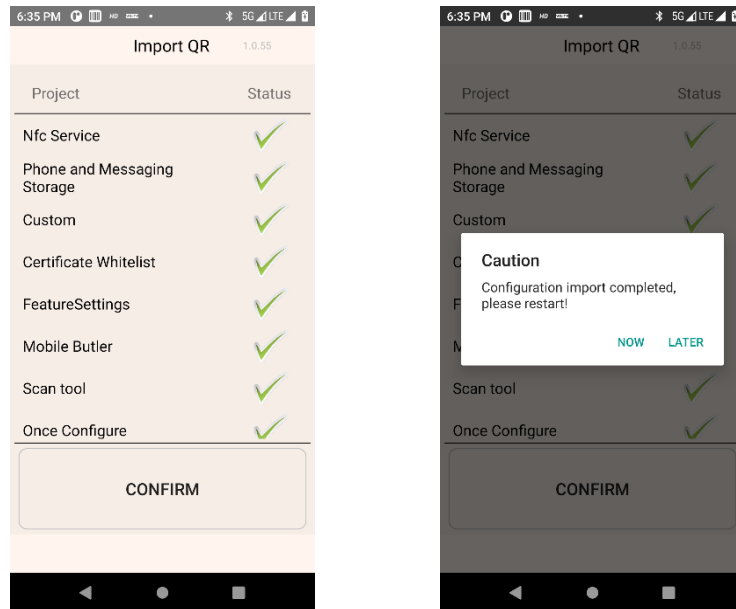 6:35 PM HD 5G LTE
Import QR 1.0.55
Project Status
Nfc Service
Phone and Messaging
Storage
Custom
Certificate Whitelist
FeatureSettings
Mobile Butler
Scan tool
Once Configure
CONFIRM
6:35 PM HD 5G LTE
Import QR 1.0.55
Project Status
Nfc Service
Phone and Messaging
Storage
Custom
C
Caution
Configuration import completed,
F
please restart!
M
NOW LATER
Scan tool
Once Configure
CONFIRM